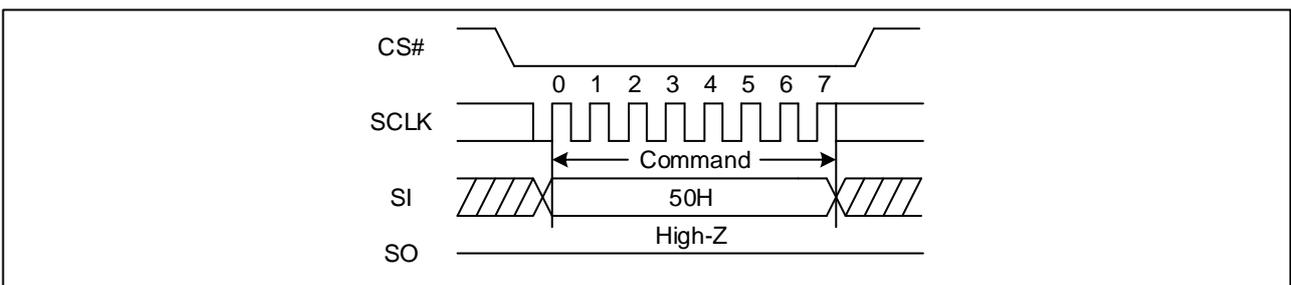 CS#
0 1 2 3 4 5 6 7
SCLK
Command
SI
50H
High-Z
SO